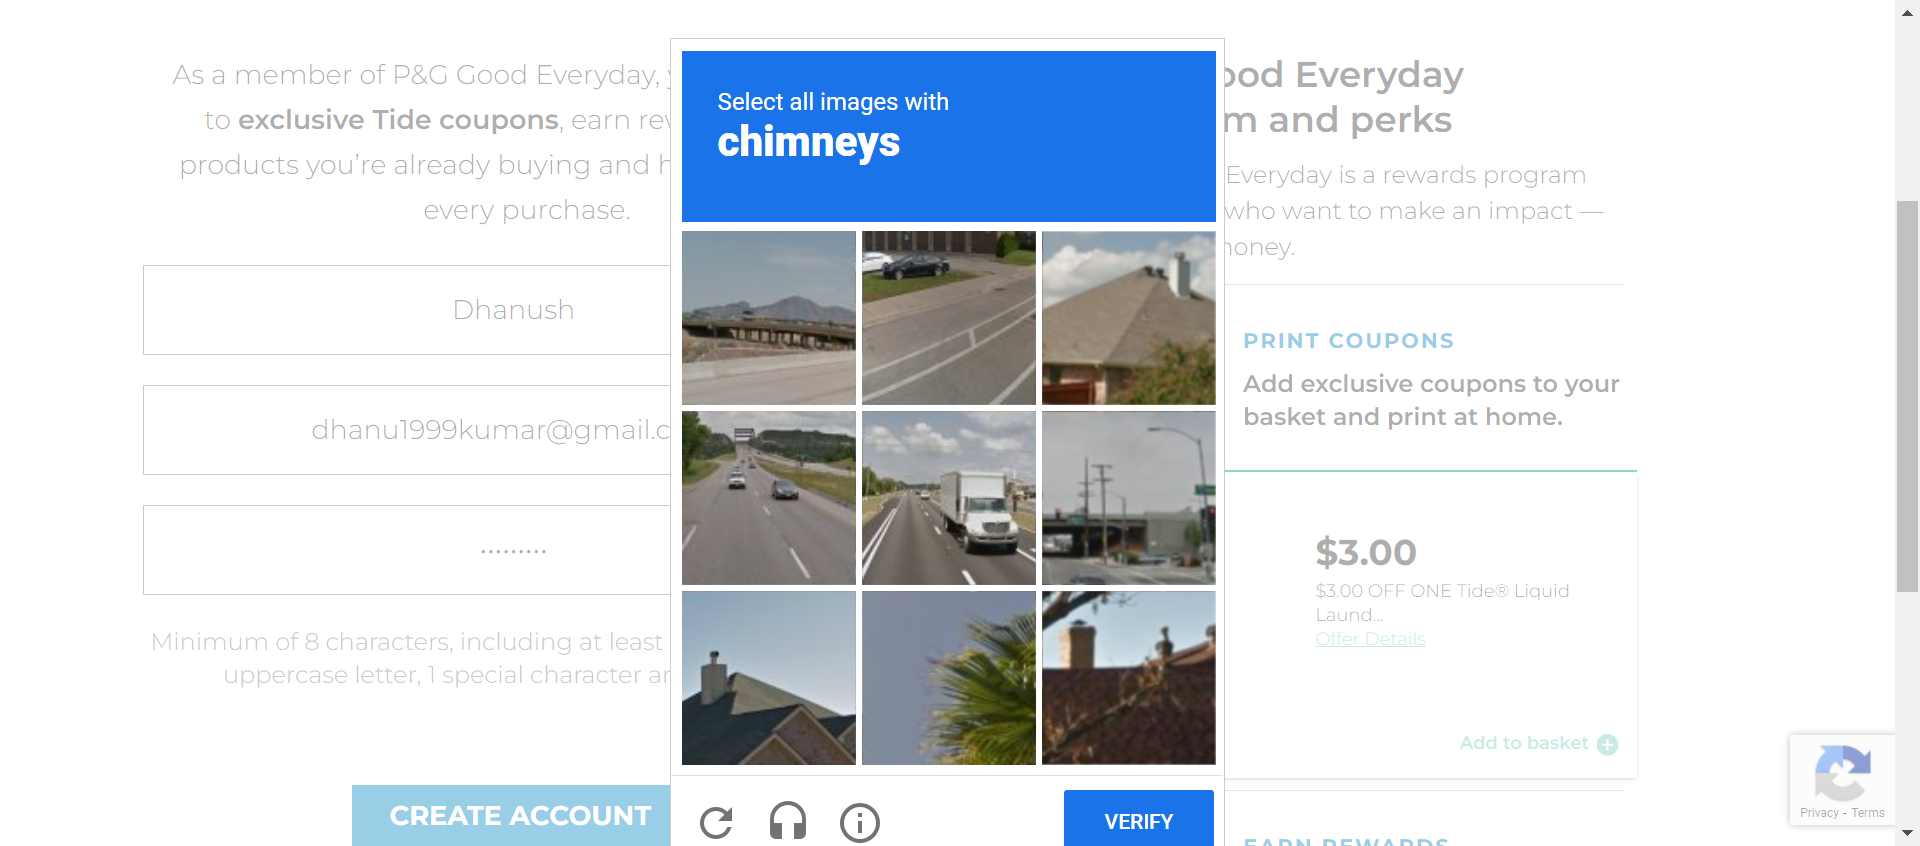 As a member of P&G Good Everyday,
to exclusive Tide coupons, earn
products you're already buying and
every purchase.
Dhanush
dhanu1999kumar@gmail.c
Minimum of 8 characters, including at least
uppercase letter, 1 special character
CREATE ACCOUNT
Select all images with
chimneys
VERIFY
Everyday
and perks
Everyday is a rewards program
who want to make an impact —
PRINT COUPONS
Add exclusive coupons to your
basket and print at home.
$3.00
$3.00 OFF ONE Tide® Liquid
Laund...
Offer Details
Add to basket
EARN REWARDS
Privacy - Terms